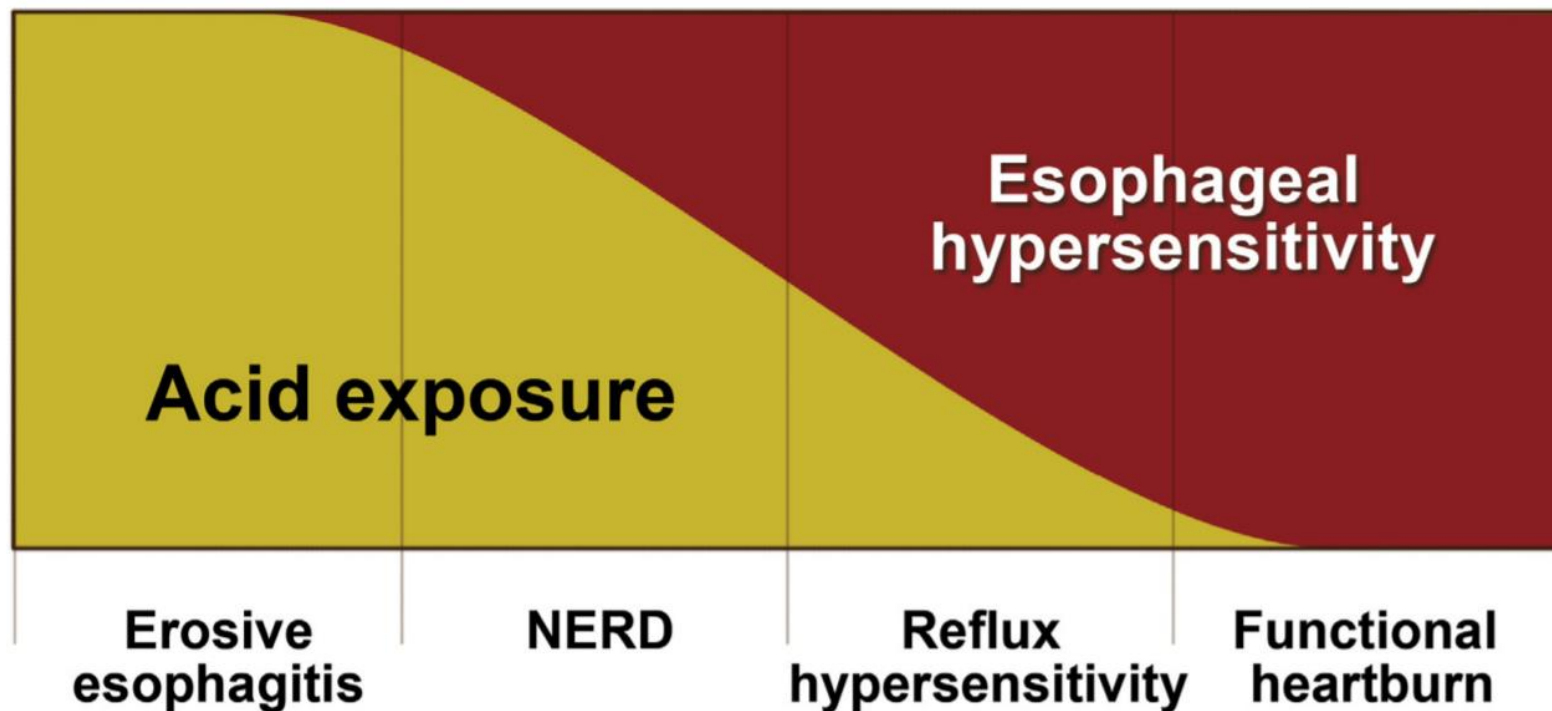 Esophageal
hypersensitivity
Acid exposure
Erosive
esophagitis
NERD
Reflux
hypersensitivity
Functional
heartburn